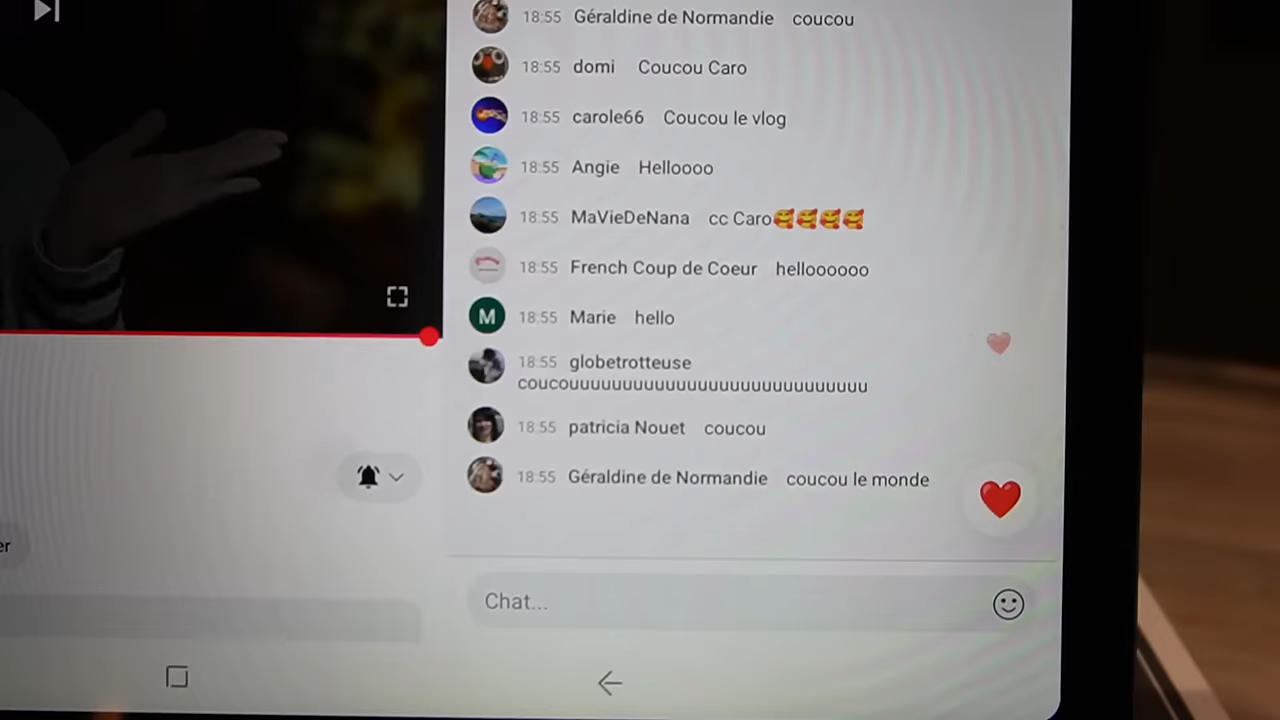 18:55 Géraldine de Normandie coucou
18:55 domi Coucou Caro
18:55 carole66 Coucou le vlog
18:55 Angie Helloooo
18:55 MaVieDeNana cc Caro🥰🥰🥰🥰
18:55 French Coup de Coeur helloooooo
M 18:55 Marie hello
18:55 globetrotteuse
coucouuuuuuuuuuuuuuuuuuuuuuuuuuuuu
18:55 patricia Nouet coucou
18:55 Géraldine de Normandie coucou le monde
er
Chat...